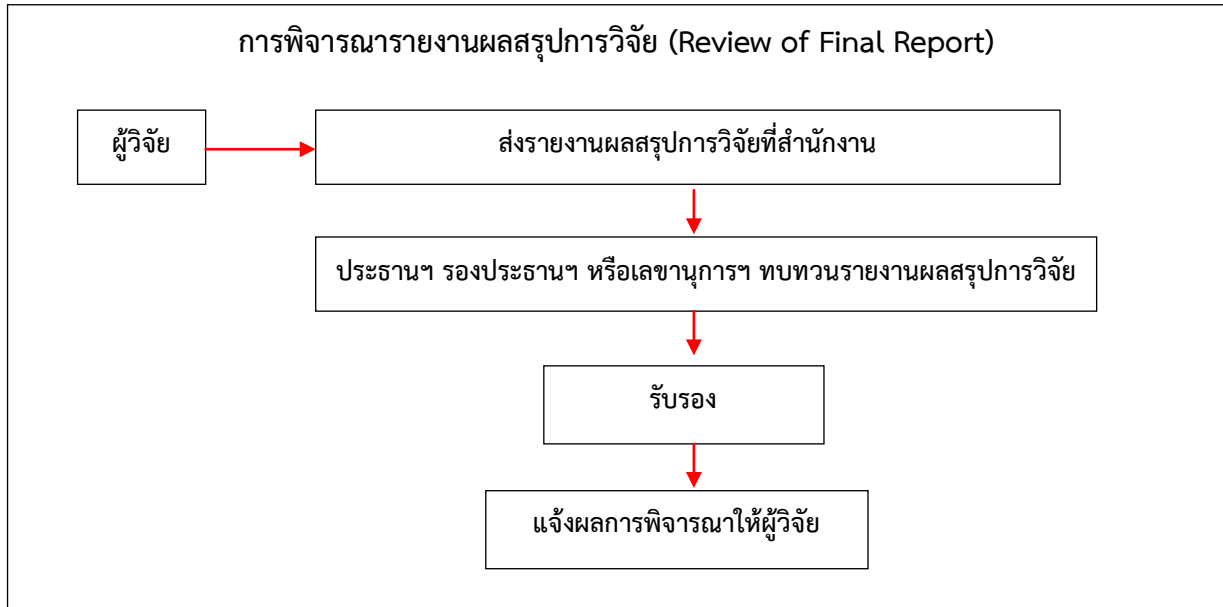 การพิจารณารายงานผลสรุปการวิจัย (Review of Final Report)
ผู้วิจัย
ส่งรายงานผลสรุปการวิจัยที่สำนักงาน
ประธานฯ รองประธานฯ หรือเลขานุการฯ ทบทวนรายงานผลสรุปการวิจัย
รับรอง
แจ้งผลการพิจารณาให้ผู้วิจัย